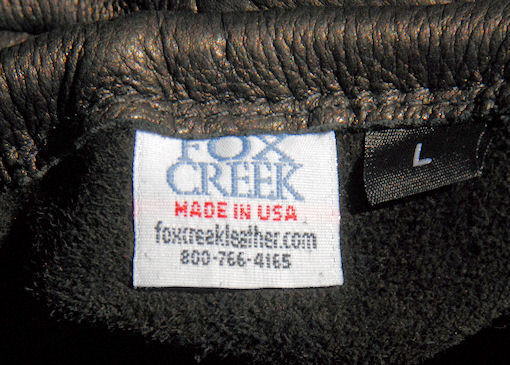 FOX
CREEK
MADE IN USA
foxcreekleather.com
800-766-4165
L